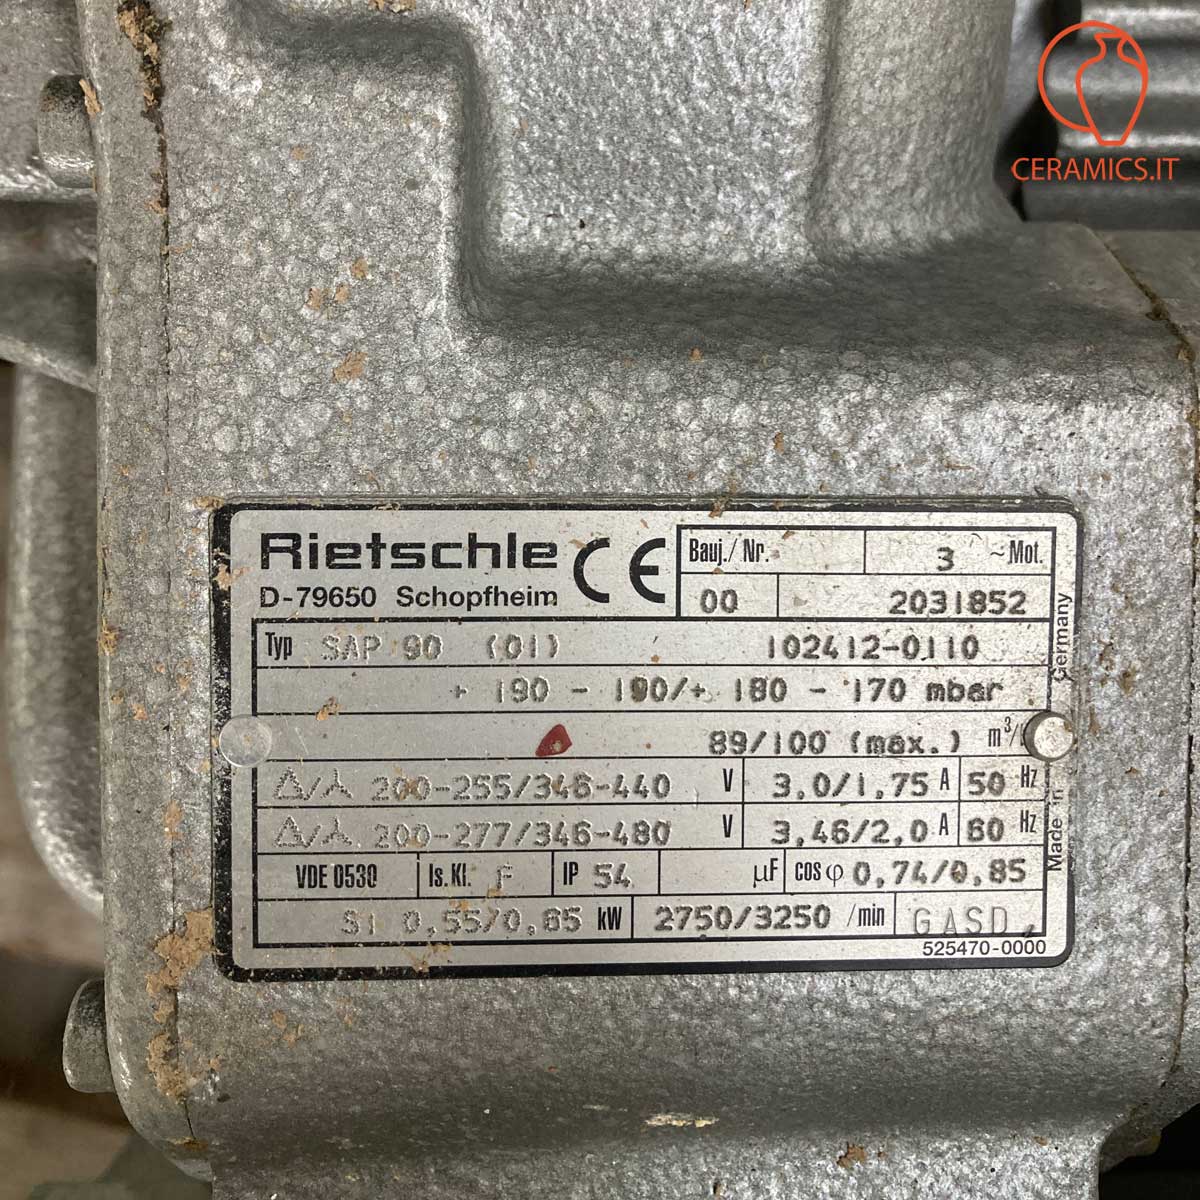 CERAMICS.IT
Rietschle CE
D-79650 Schopfheim
Bauj./Nr. 3 ~Mot.
00 2031852
Typ SAP 90 (01) 102412-0110
+ 190 - 190/+ 180 - 170 mbar
89/100 (max.) m³/
Δ/⅄ 200-255/346-440 V 3,0/1,75 A 50 Hz
Δ/⅄ 200-277/346-480 V 3,46/2,0 A 60 Hz
VDE 0530 Is.Kl. F IP 54 µF cos φ 0,74/0,85
S1 0,55/0,65 kW 2750/3250 /min GASD,
525470-0000
Made in Germany